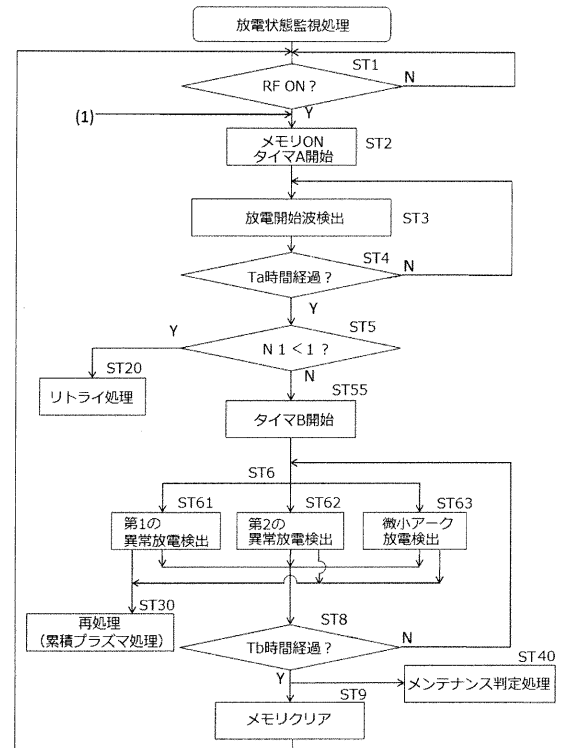 放電状態監視処理
ST1
RF ON？
N
Y
(1)
メモリON
タイマA開始
ST2
放電開始波検出
ST3
ST4
Ta時間経過？
N
Y
ST5
Y
N 1 ＜ 1 ？
N
ST20
リトライ処理
ST55
タイマB開始
ST6
ST61
ST62
ST63
第1の
異常放電検出
第2の
異常放電検出
微小アーク
放電検出
ST30
再処理
（累積プラズマ処理）
ST8
Tb時間経過？
N
Y
ST40
メンテナンス判定処理
ST9
メモリクリア